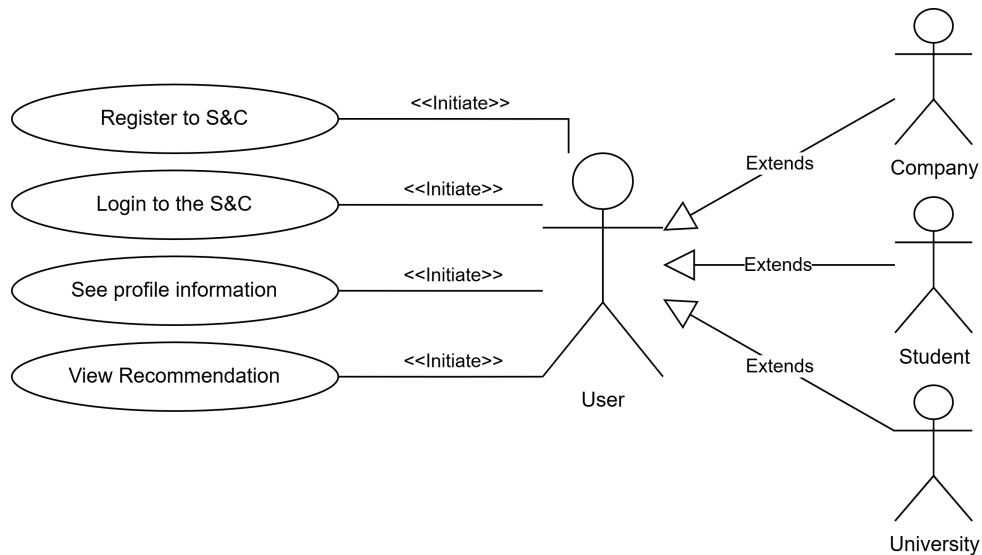 Register to S&C
<<Initiate>>
Login to the S&C
<<Initiate>>
See profile information
<<Initiate>>
View Recommendation
<<Initiate>>
User
Extends
Company
Extends
Student
Extends
University